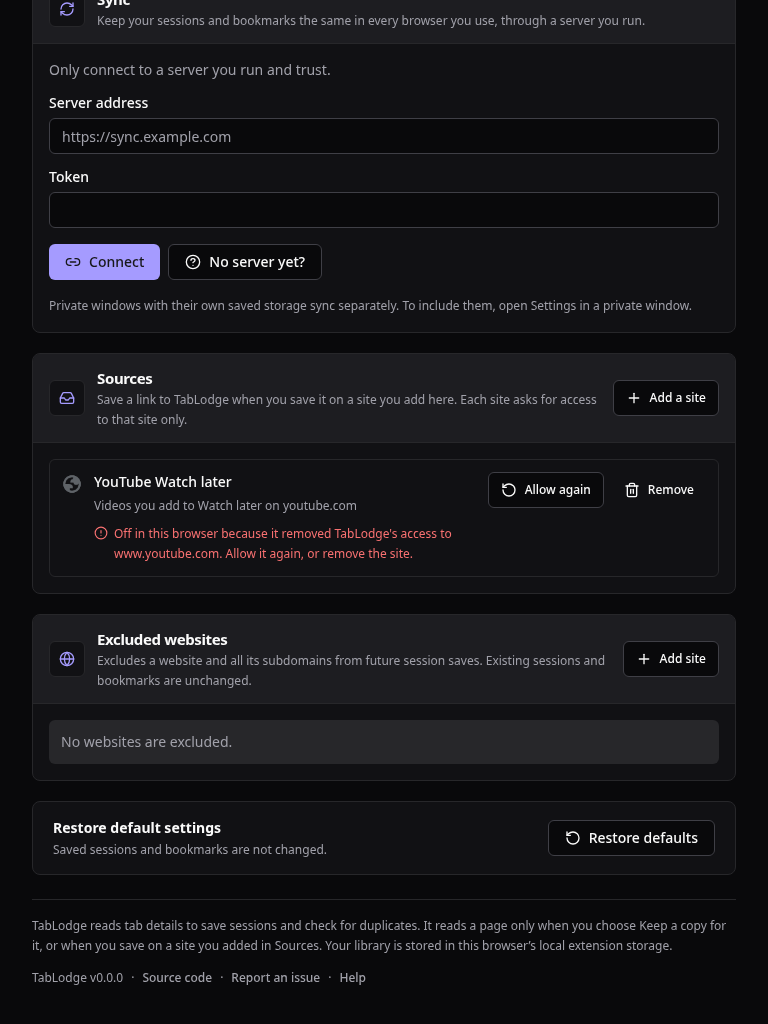 Sync
Keep your sessions and bookmarks the same in every browser you use, through a server you run.
Only connect to a server you run and trust.
Server address
https://sync.example.com
Token
Connect
No server yet?
Private windows with their own saved storage sync separately. To include them, open Settings in a private window.
Sources
Save a link to TabLodge when you save it on a site you add here. Each site asks for access
to that site only.
Add a site
YouTube Watch later
Videos you add to Watch later on youtube.com
Off in this browser because it removed TabLodge's access to
www.youtube.com. Allow it again, or remove the site.
Allow again
Remove
Excluded websites
Excludes a website and all its subdomains from future session saves. Existing sessions and
bookmarks are unchanged.
Add site
No websites are excluded.
Restore default settings
Saved sessions and bookmarks are not changed.
Restore defaults
TabLodge reads tab details to save sessions and check for duplicates. It reads a page only when you choose Keep a copy for
it, or when you save on a site you added in Sources. Your library is stored in this browser's local extension storage.
TabLodge v0.0.0 · Source code · Report an issue · Help